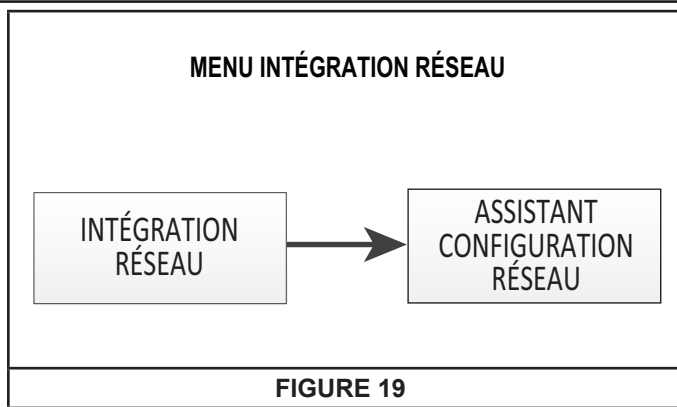 MENU INTÉGRATION RÉSEAU
INTÉGRATION
RÉSEAU
ASSISTANT
CONFIGURATION
RÉSEAU
FIGURE 19